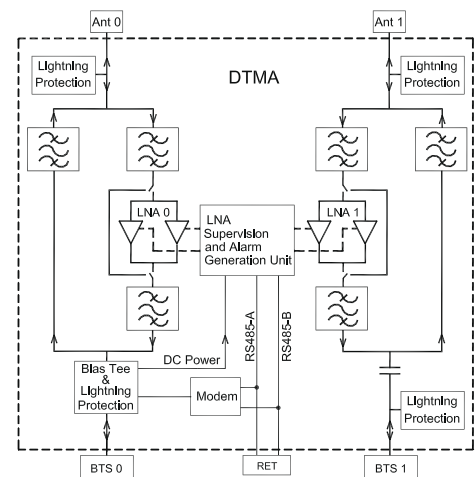 Ant 0
Ant 1
Lightning
Protection
DTMA
Lightning
Protection
LNA 0
LNA
Supervision
and Alarm
Generation Unit
LNA 1
DC Power
RS485-A
RS485-B
Bias Tee
&
Lightning
Protection
Modem
Lightning
Protection
BTS 0
RET
BTS 1